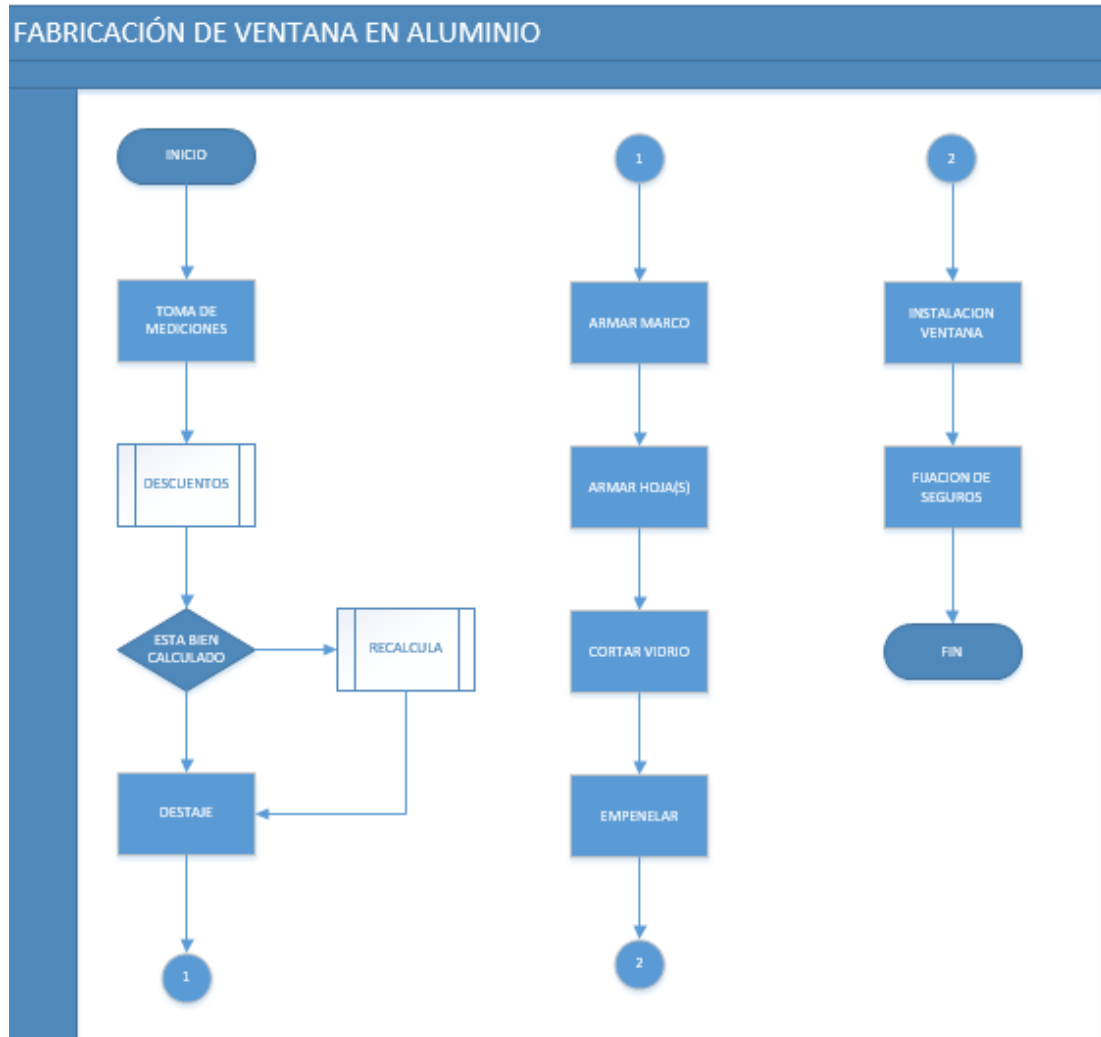 FABRICACIÓN DE VENTANA EN ALUMINIO
INICIO
TOMA DE
MEDICIONES
DESCUENTOS
ESTA BIEN
CALCULADO
RECALCULA
DESTAJE
1
1
ARMAR MARCO
ARMAR HOJA(S)
CORTAR VIDRIO
EMPENELAR
2
2
INSTALACION
VENTANA
FIJACION DE
SEGUROS
FIN